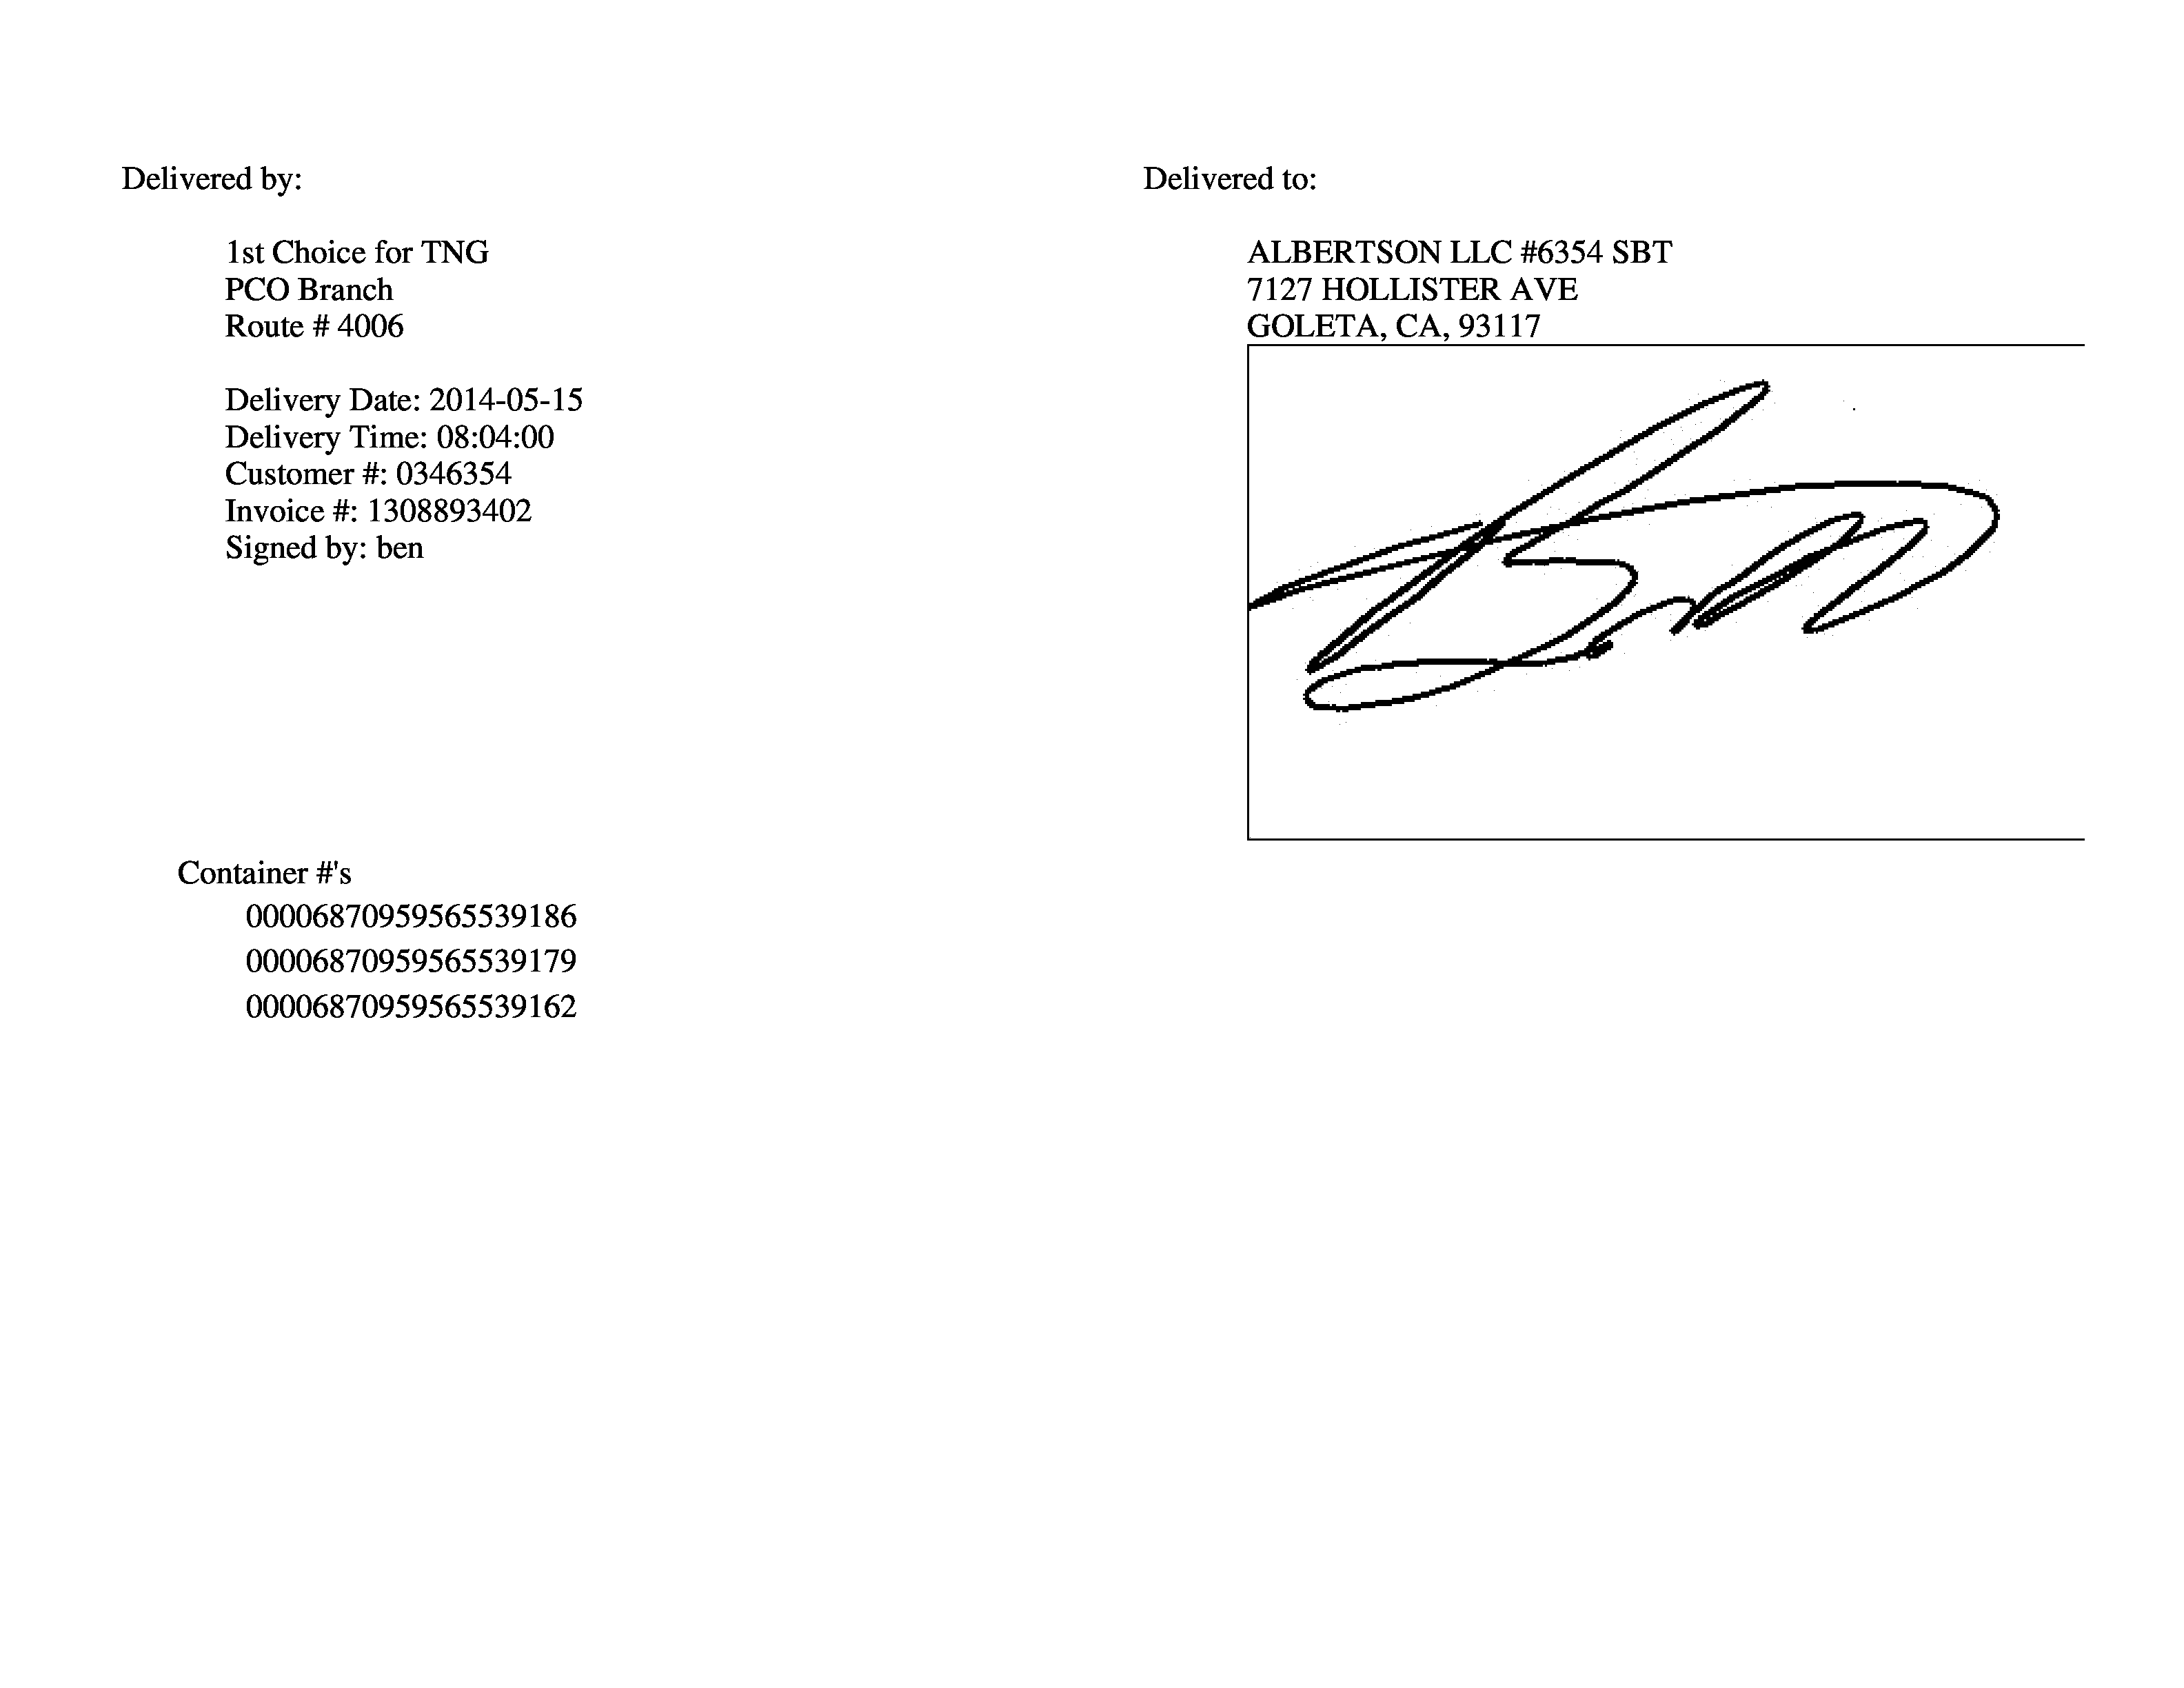 Delivered by:
1st Choice for TNG
PCO Branch
Route # 4006
Delivery Date: 2014-05-15
Delivery Time: 08:04:00
Customer #: 0346354
Invoice #: 1308893402
Signed by: ben
Delivered to:
ALBERTSON LLC #6354 SBT
7127 HOLLISTER AVE
GOLETA, CA, 93117
Container #'s
00006870959565539186
00006870959565539179
00006870959565539162